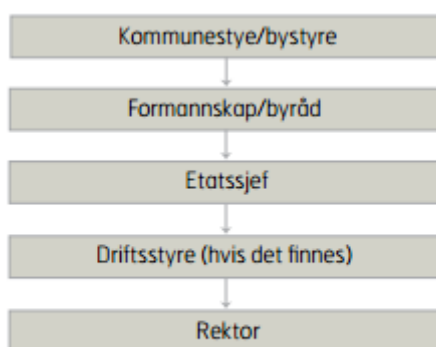 Kommunestye/bystyre
Formannskap/byråd
Etatssjef
Driftsstyre (hvis det finnes)
Rektor